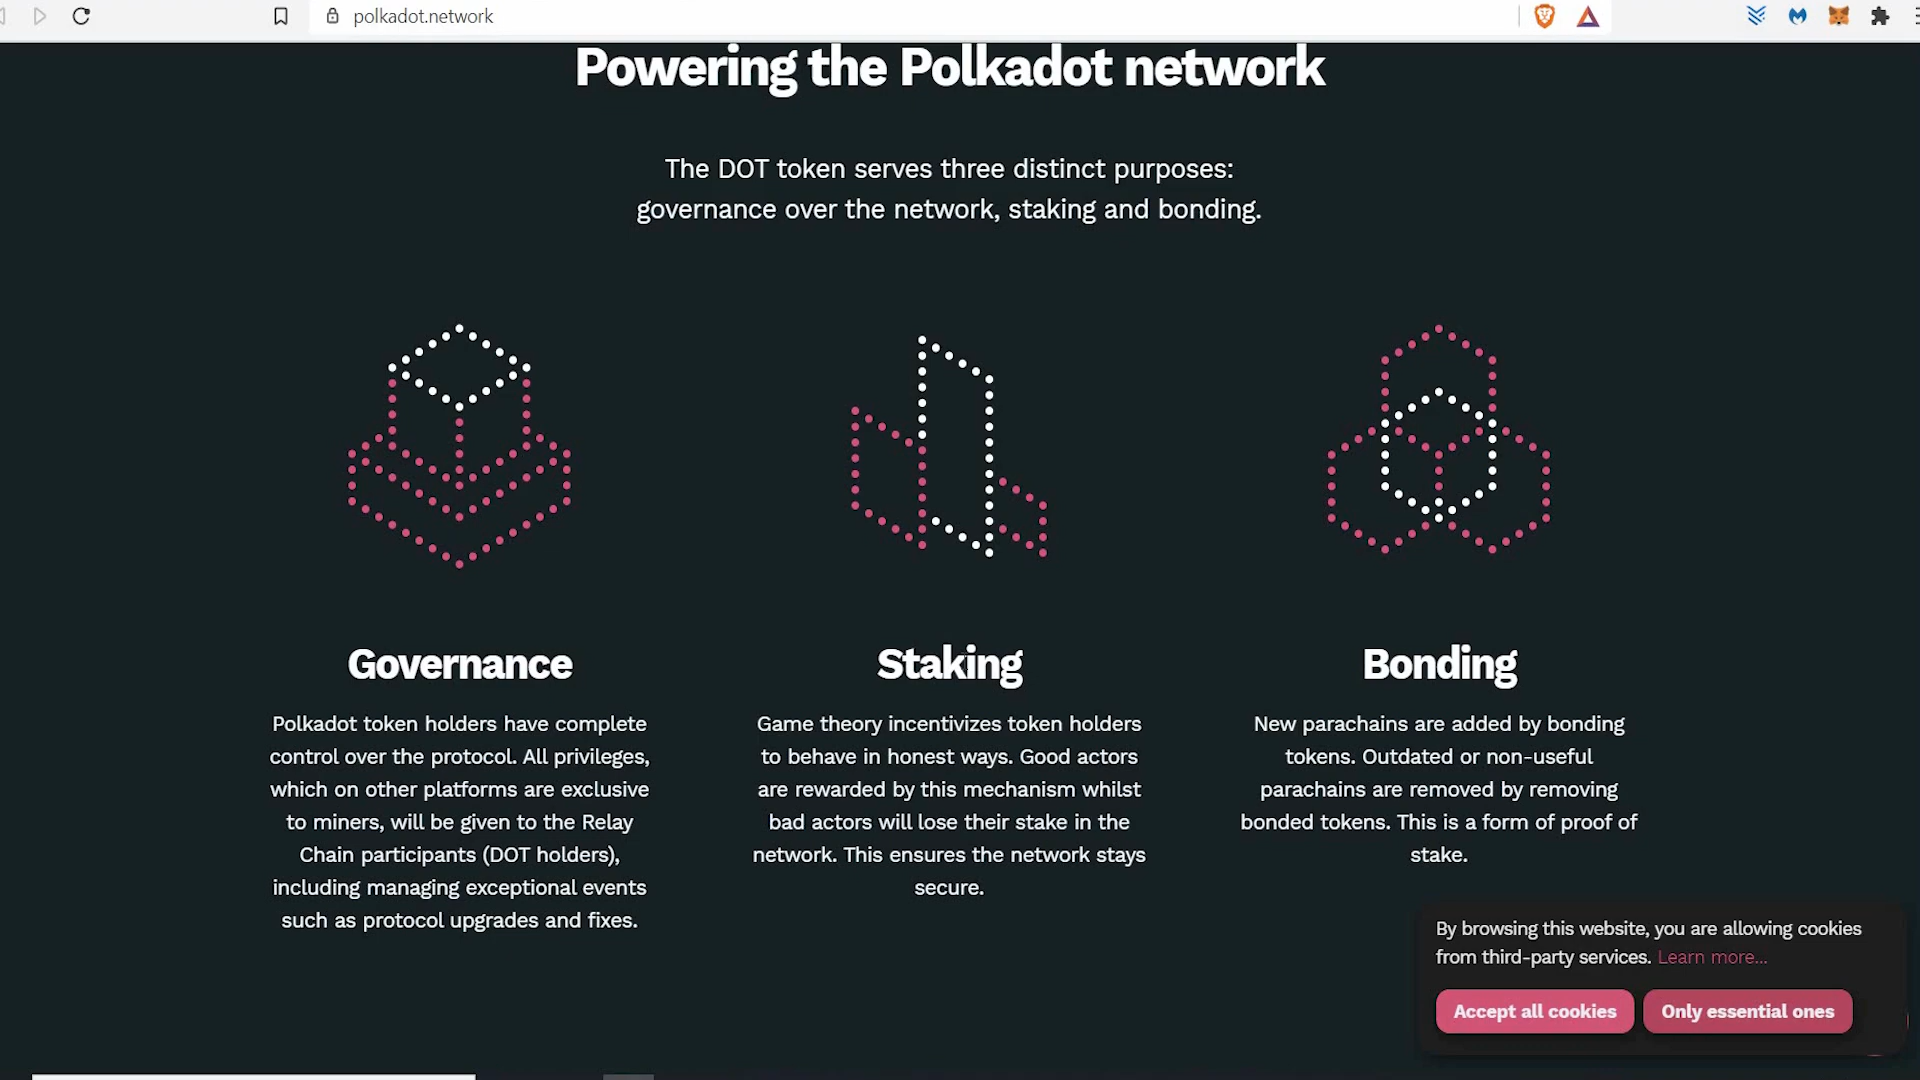 polkadot.network
Powering the Polkadot network
The DOT token serves three distinct purposes:
governance over the network, staking and bonding.
Governance
Polkadot token holders have complete
control over the protocol. All privileges,
which on other platforms are exclusive
to miners, will be given to the Relay
Chain participants (DOT holders),
including managing exceptional events
such as protocol upgrades and fixes.
Staking
Game theory incentivizes token holders
to behave in honest ways. Good actors
are rewarded by this mechanism whilst
bad actors will lose their stake in the
network. This ensures the network stays
secure.
Bonding
New parachains are added by bonding
tokens. Outdated or non-useful
parachains are removed by removing
bonded tokens. This is a form of proof of
stake.
By browsing this website, you are allowing cookies
from third-party services. Learn more...
Accept all cookies
Only essential ones